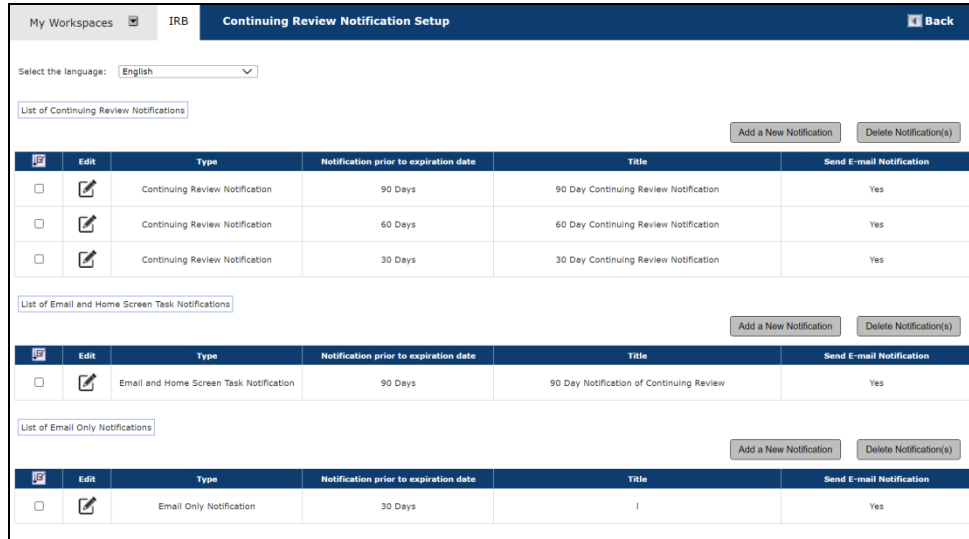 My Workspaces IRB Continuing Review Notification Setup Back
Select the language: English
List of Continuing Review Notifications
Add a New Notification Delete Notification(s)
Edit Type Notification prior to expiration date Title Send E-mail Notification
Continuing Review Notification 90 Days 90 Day Continuing Review Notification Yes
Continuing Review Notification 60 Days 60 Day Continuing Review Notification Yes
Continuing Review Notification 30 Days 30 Day Continuing Review Notification Yes
List of Email and Home Screen Task Notifications
Add a New Notification Delete Notification(s)
Edit Type Notification prior to expiration date Title Send E-mail Notification
Email and Home Screen Task Notification 90 Days 90 Day Notification of Continuing Review Yes
List of Email Only Notifications
Add a New Notification Delete Notification(s)
Edit Type Notification prior to expiration date Title Send E-mail Notification
Email Only Notification 30 Days l Yes